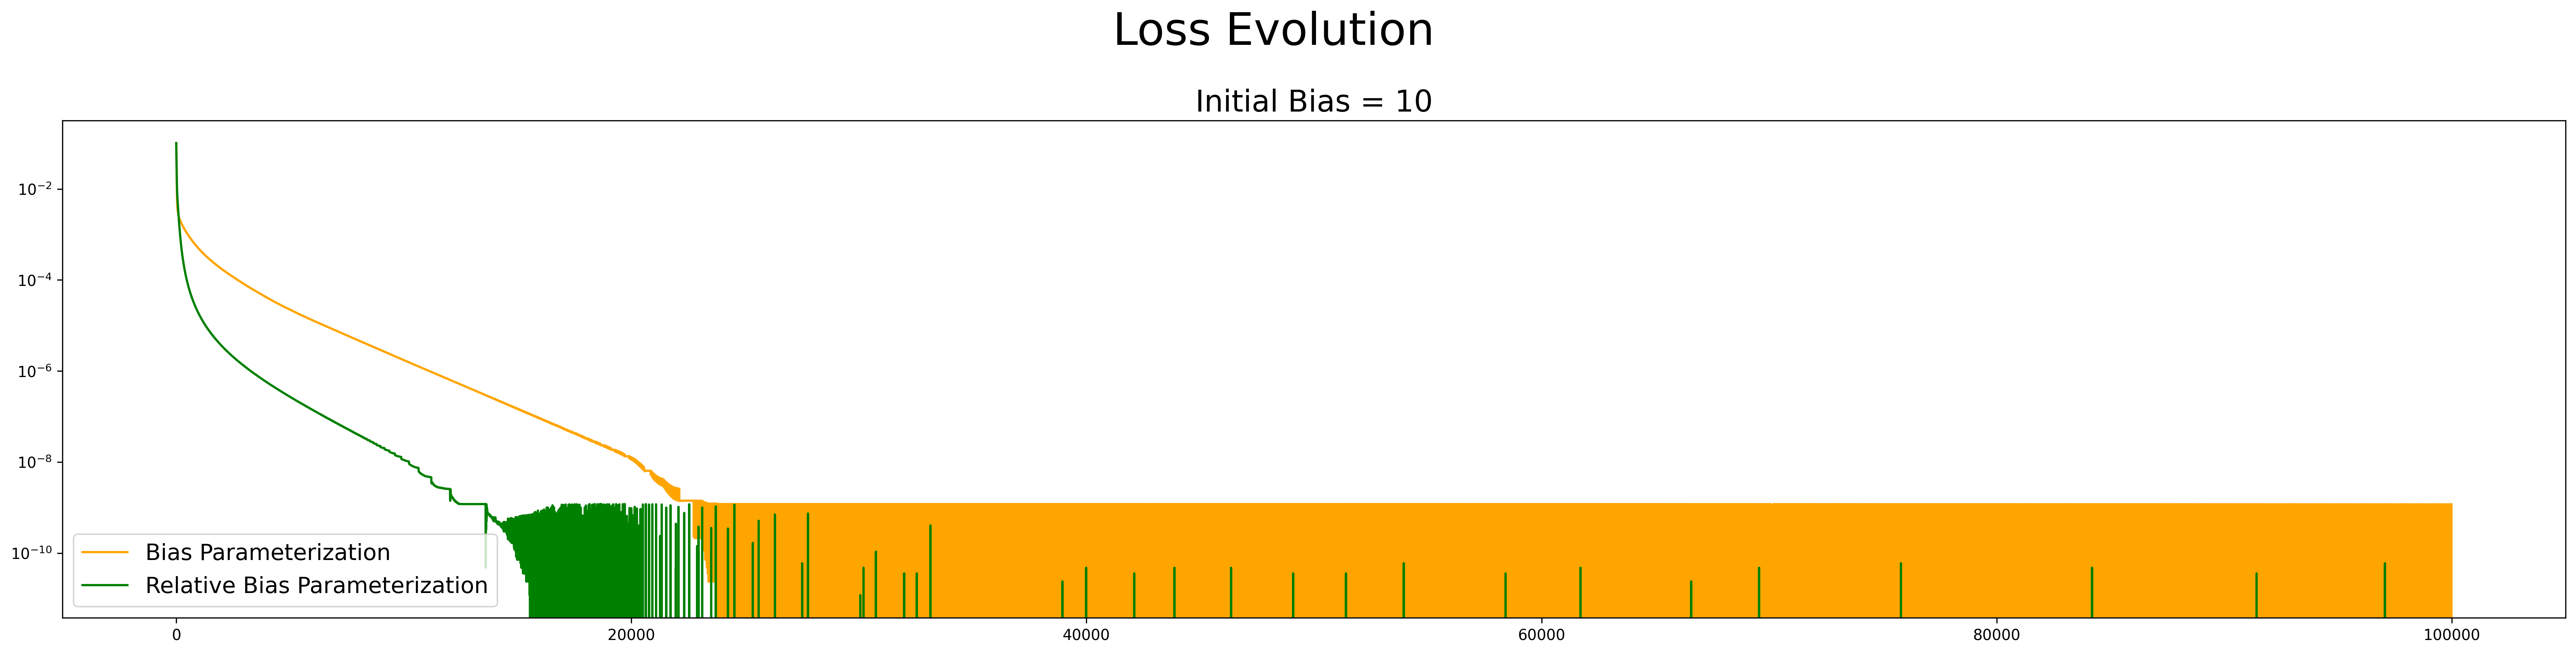 Loss Evolution
Initial Bias = 10
10⁻²
10⁻⁴
10⁻⁶
10⁻⁸
10⁻¹⁰
Bias Parameterization
Relative Bias Parameterization
0 20000 40000 60000 80000 100000